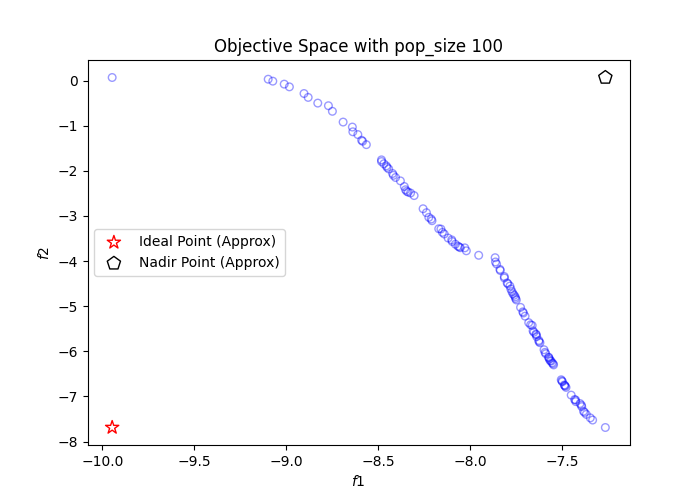 Objective Space with pop_size 100
f2
0
−1
−2
−3
−4
−5
−6
−7
−8
Ideal Point (Approx)
Nadir Point (Approx)
−10.0 −9.5 −9.0 −8.5 −8.0 −7.5
f1